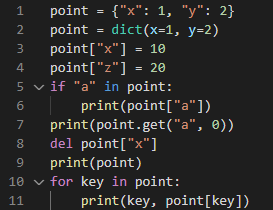 1 point = {"x": 1, "y": 2}
2 point = dict(x=1, y=2)
3 point["x"] = 10
4 point["z"] = 20
5 if "a" in point:
6     print(point["a"])
7 print(point.get("a", 0))
8 del point["x"]
9 print(point)
10 for key in point:
11     print(key, point[key])